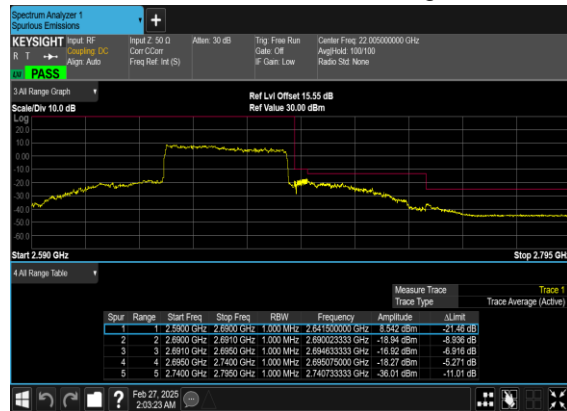 Spectrum Analyzer 1
Spurious Emissions
+
KEYSIGHT Input: RF Input Z: 50 Ω Atten: 30 dB Trig: Free Run Center Freq: 22.005000000 GHz
R T Coupling: DC Corr CCorr Gate: Off Avg|Hold: 100/100
Align: Auto Freq Ref: Int (S) IF Gain: Low Radio Std: None
PASS
3 All Range Graph
Ref Lvl Offset 15.55 dB
Scale/Div 10.0 dB Ref Value 30.00 dBm
Log
20.0
10.0
0.00
-10.0
-20.0
-30.0
-40.0
-50.0
-60.0
Start 2.590 GHz Stop 2.795 GH
4 All Range Table
Measure Trace Trace 1
Trace Type Trace Average (Active)
Spur Range Start Freq Stop Freq RBW Frequency Amplitude ΔLimit
1 1 2.5900 GHz 2.6900 GHz 1.000 MHz 2.641500000 GHz 8.542 dBm -21.46 dB
2 2 2.6900 GHz 2.6910 GHz 1.000 MHz 2.690023333 GHz -18.94 dBm -8.936 dB
3 3 2.6910 GHz 2.6950 GHz 1.000 MHz 2.694633333 GHz -16.92 dBm -6.916 dB
4 4 2.6950 GHz 2.7400 GHz 1.000 MHz 2.695075000 GHz -18.27 dBm -5.271 dB
5 5 2.7400 GHz 2.7950 GHz 1.000 MHz 2.740733333 GHz -36.01 dBm -11.01 dB
? Feb 27, 2025
2:03:23 AM